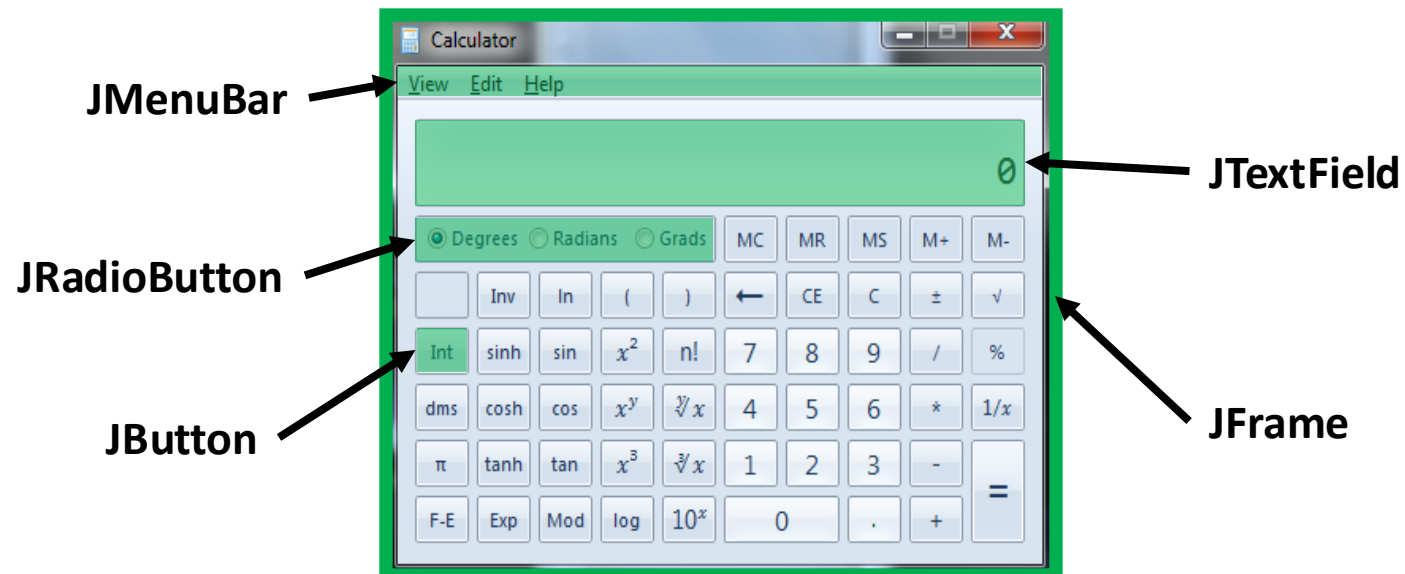 Calculator
View Edit Help
JMenuBar
0
JTextField
Degrees Radians Grads MC MR MS M+ M-
JRadioButton
Inv In ( ) ← CE C ± √
Int sinh sin x² n! 7 8 9 / %
dms cosh cos xʸ ʸ√x 4 5 6 * 1/x
JButton
JFrame
π tanh tan x³ ³√x 1 2 3 - =
F-E Exp Mod log 10ˣ 0 . +